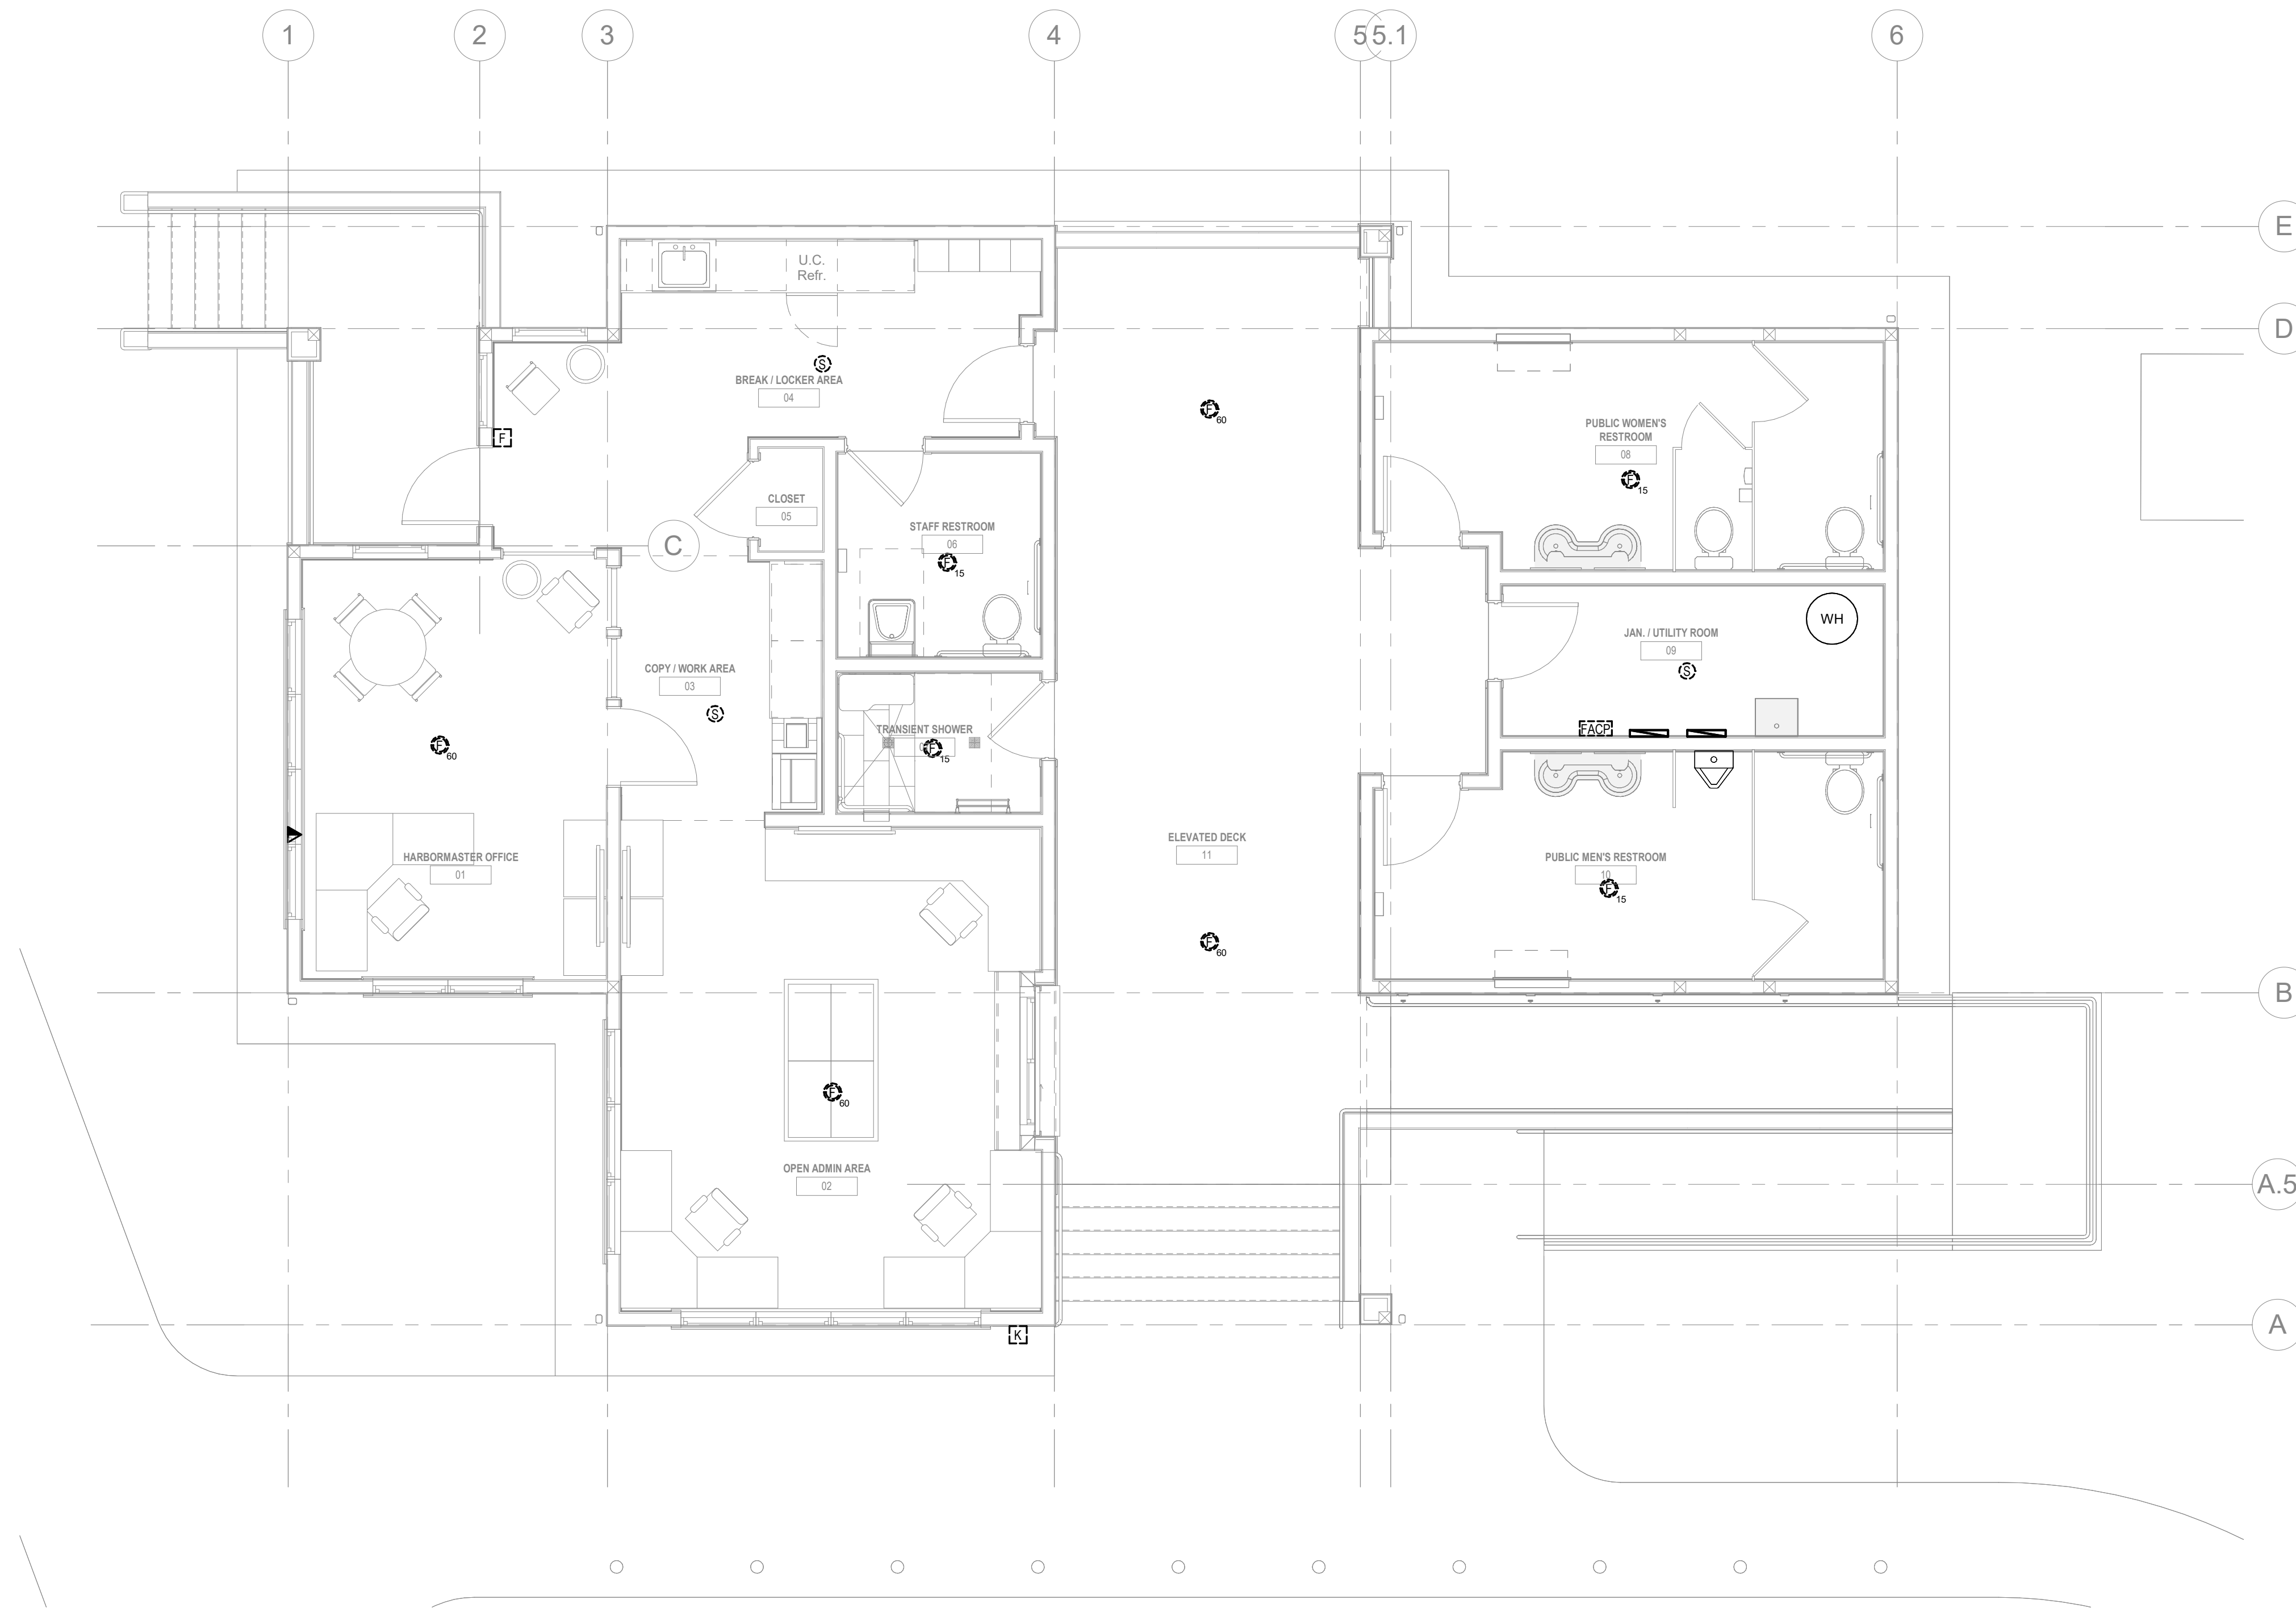 1
2
3
4
5
5.1
6
E
U.C.
Refr.
D
S
BREAK / LOCKER AREA
04
F
60
F
PUBLIC WOMEN'S
RESTROOM
08
F
15
CLOSET
05
STAFF RESTROOM
06
F
15
C
WH
JAN. / UTILITY ROOM
09
S
COPY / WORK AREA
03
S
FACP
TRANSIENT SHOWER
F
15
F
60
ELEVATED DECK
11
HARBORMASTER OFFICE
01
PUBLIC MEN'S RESTROOM
10
F
15
F
60
B
F
60
OPEN ADMIN AREA
02
A.5
A
K